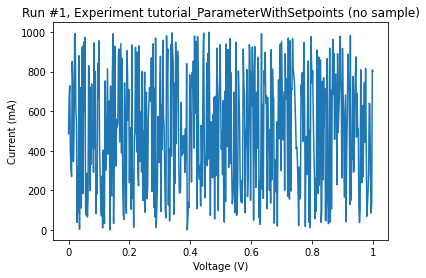 Run #1, Experiment tutorial_ParameterWithSetpoints (no sample)
1000
800
600
400
200
0
Current (mA)
0 0.2 0.4 0.6 0.8 1
Voltage (V)